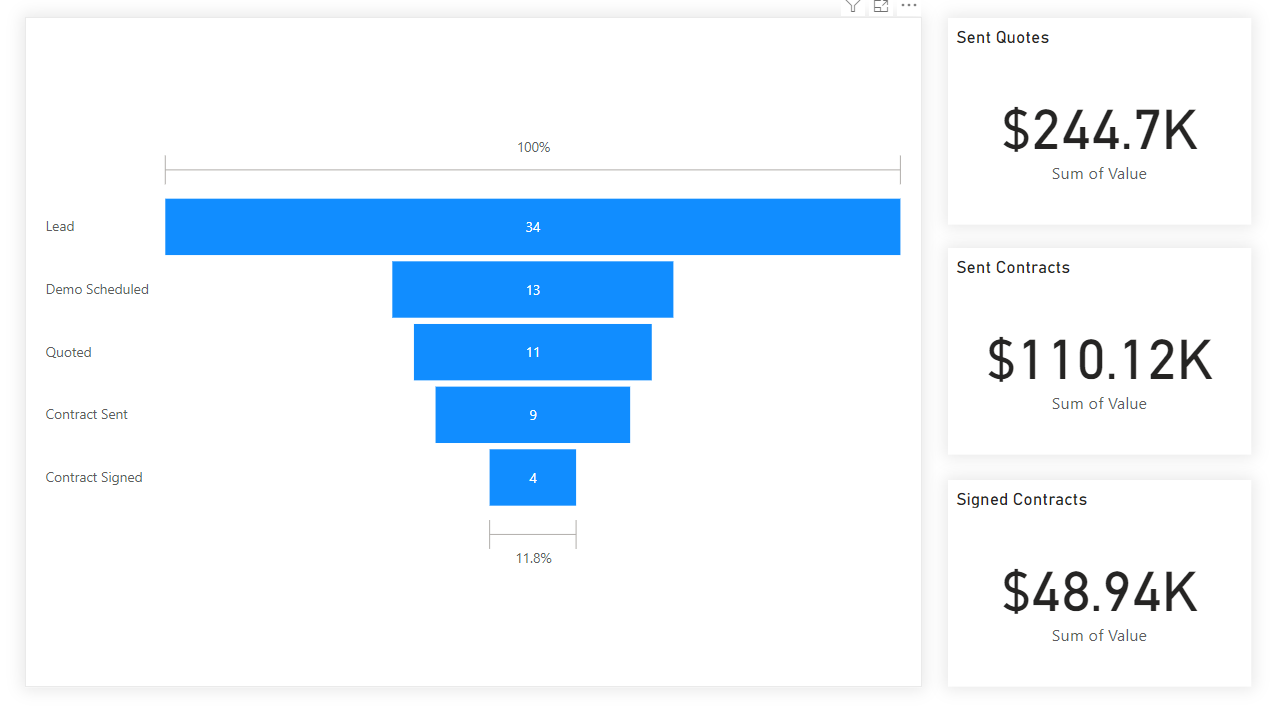 100%
Lead
34
Demo Scheduled
13
Quoted
11
Contract Sent
9
Contract Signed
4
11.8%
Sent Quotes
$244.7K
Sum of Value
Sent Contracts
$110.12K
Sum of Value
Signed Contracts
$48.94K
Sum of Value